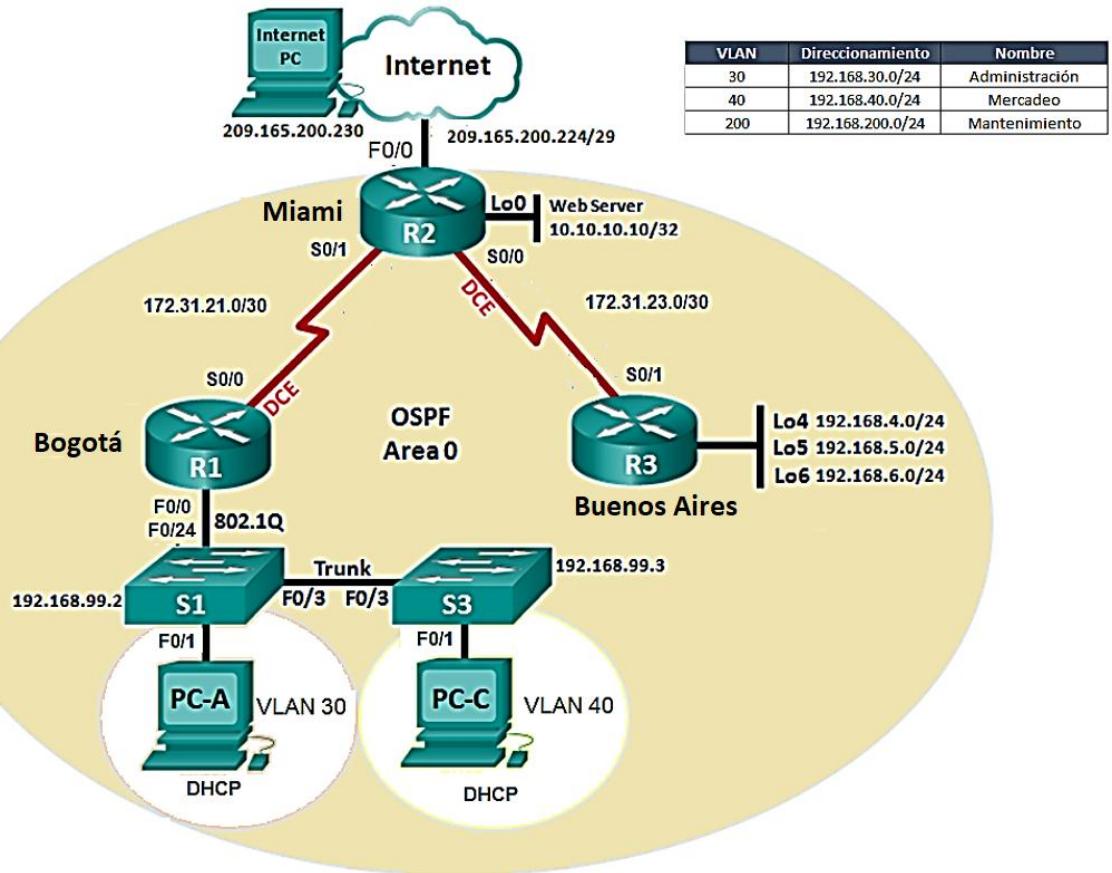 Internet
PC
Internet
209.165.200.230
209.165.200.224/29
F0/0
VLAN Direccionamiento Nombre
30 192.168.30.0/24 Administración
40 192.168.40.0/24 Mercadeo
200 192.168.200.0/24 Mantenimiento
Miami
R2
Lo0
Web Server
10.10.10.10/32
S0/1
S0/0
DCE
172.31.21.0/30
172.31.23.0/30
S0/0
DCE
S0/1
OSPF
Area 0
Bogotá
R1
R3
Buenos Aires
Lo4 192.168.4.0/24
Lo5 192.168.5.0/24
Lo6 192.168.6.0/24
F0/0
F0/24
802.1Q
Trunk
192.168.99.2
S1
F0/3 F0/3
S3
192.168.99.3
F0/1
F0/1
PC-A
VLAN 30
DHCP
PC-C
VLAN 40
DHCP